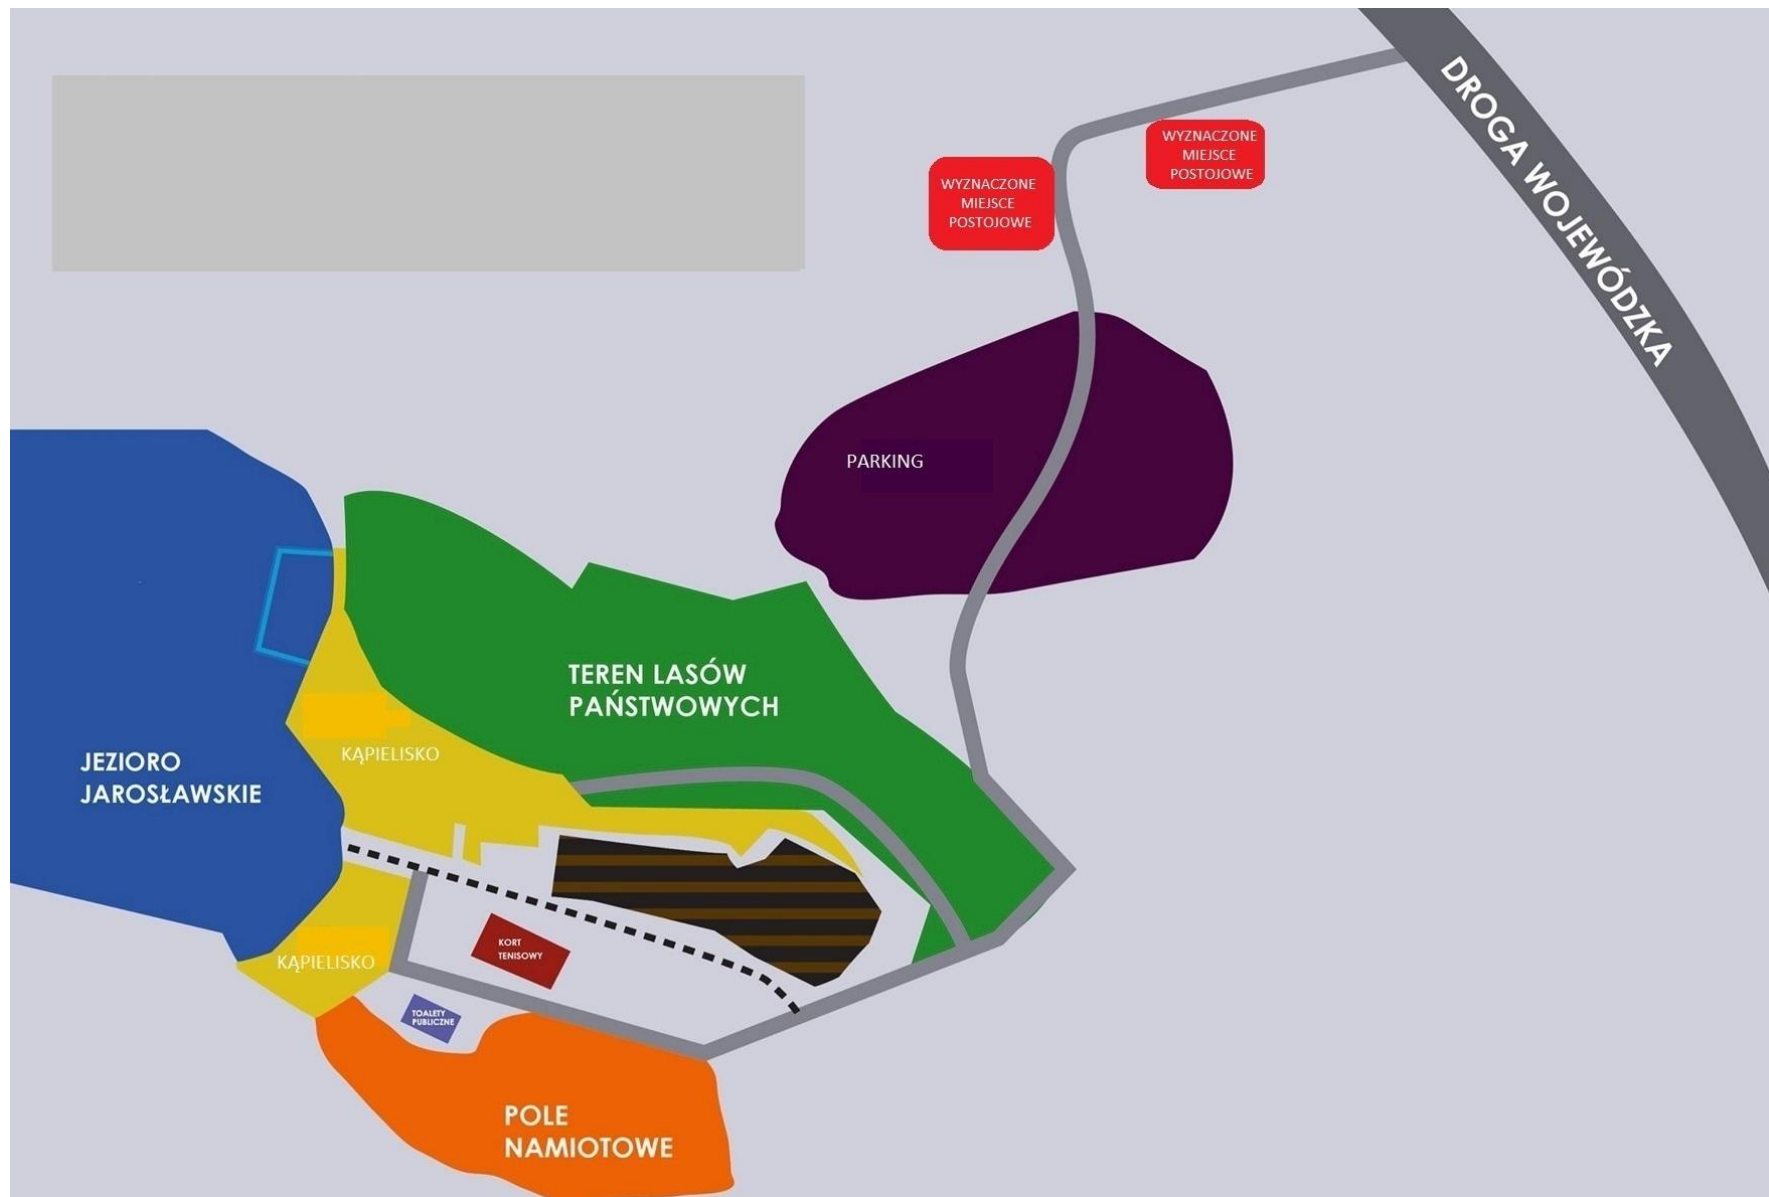 DROGA WOJEWÓDZKA
WYZNACZONE
MIEJSCE
POSTOJOWE
WYZNACZONE
MIEJSCE
POSTOJOWE
PARKING
TEREN LASÓW
PAŃSTWOWYCH
KĄPIELISKO
JEZIORO
JAROSŁAWSKIE
KORT
TENISOWY
KĄPIELISKO
TOALETY
PUBLICZNE
POLE
NAMIOTOWE